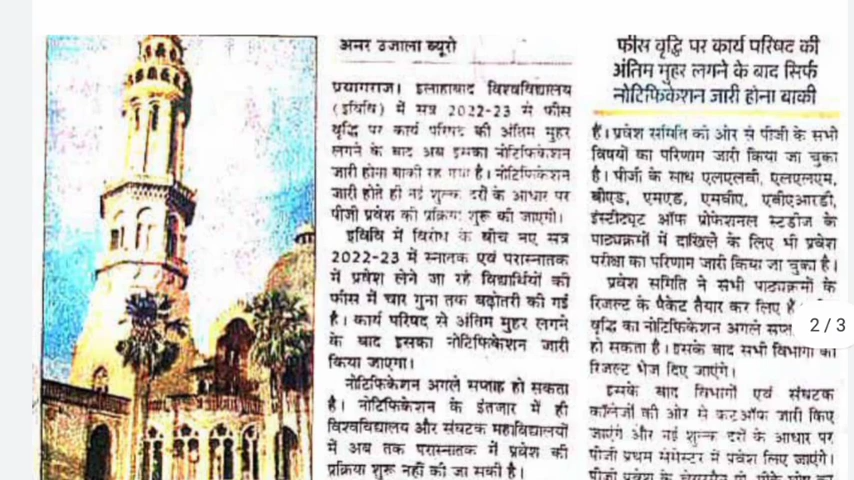 अमर उजाला ब्यूरो
प्रयागराज। इलाहाबाद विश्वविद्यालय
(इविवि) में सत्र 2022-23 से फीस
वृद्धि पर कार्य परिषद की अंतिम मुहर
लगने के बाद अब इसका नोटिफिकेशन
जारी होना बाकी रह गया है। नोटिफिकेशन
जारी होते ही नई शुल्क दरों के आधार पर
पीजी प्रवेश की प्रक्रिया शुरू की जाएगी।
इविवि में विरोध के बीच नए सत्र
2022-23 में स्नातक एवं परास्नातक
में प्रवेश लेने जा रहे विद्यार्थियों की
फीस में चार गुना तक बढ़ोतरी की गई
है। कार्य परिषद से अंतिम मुहर लगने
के बाद इसका नोटिफिकेशन जारी
किया जाएगा।
नोटिफिकेशन अगले सप्ताह हो सकता
है। नोटिफिकेशन के इंतजार में ही
विश्वविद्यालय और संघटक महाविद्यालयों
में अब तक परास्नातक में प्रवेश की
प्रक्रिया शुरू नहीं की जा सकी है।
फीस वृद्धि पर कार्य परिषद की
अंतिम मुहर लगने के बाद सिर्फ
नोटिफिकेशन जारी होना बाकी
है। प्रवेश समिति की ओर से पीजी के सभी
विषयों का परिणाम जारी किया जा चुका
है। पीजी के साथ एलएलबी, एलएलएम,
बीएड, एमएड, एमबीए, एबीएआरडी,
इंस्टीट्यूट ऑफ प्रोफेशनल स्टडीज के
पाठ्यक्रमों में दाखिले के लिए भी प्रवेश
परीक्षा का परिणाम जारी किया जा चुका है।
प्रवेश समिति ने सभी पाठ्यक्रमों के
रिजल्ट के पैकेट तैयार कर लिए हैं
वृद्धि का नोटिफिकेशन अगले सप्त
हो सकता है। इसके बाद सभी विभागों को
रिजल्ट भेज दिए जाएंगे।
इसके बाद विभागों एवं संघटक
कॉलेजों की ओर से कटऑफ जारी किए
जाएंगे और नई शुल्क दरों के आधार पर
पीजी प्रथम सेमेस्टर में प्रवेश लिए जाएंगे।
पीजी प्रवेश के
2/3